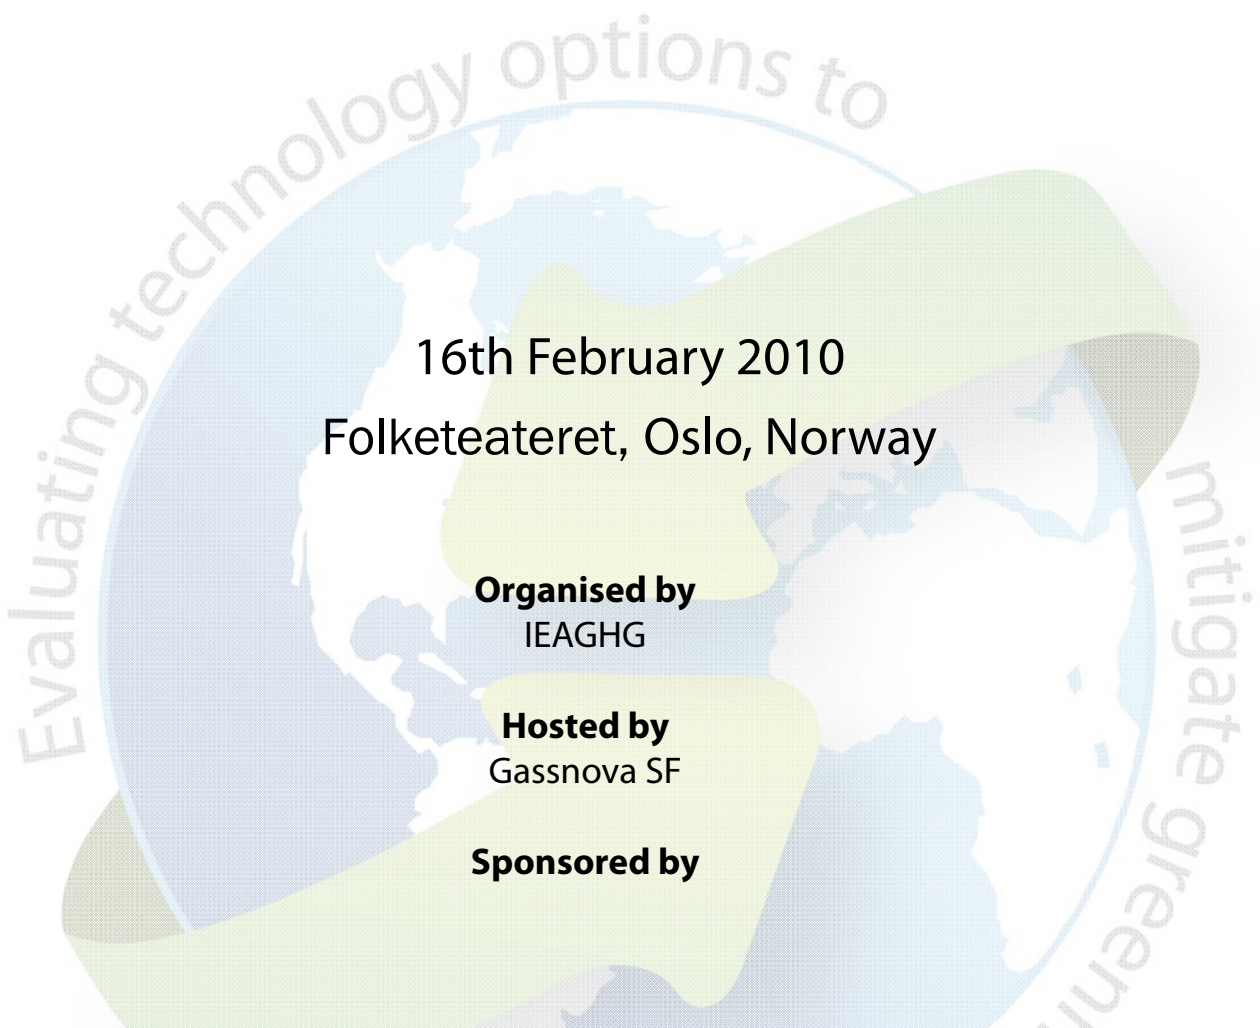 Evaluating technology options to
mitigate
16th February 2010
Folketeateret, Oslo, Norway
Organised by
IEAGHG
Hosted by
Gassnova SF
Sponsored by